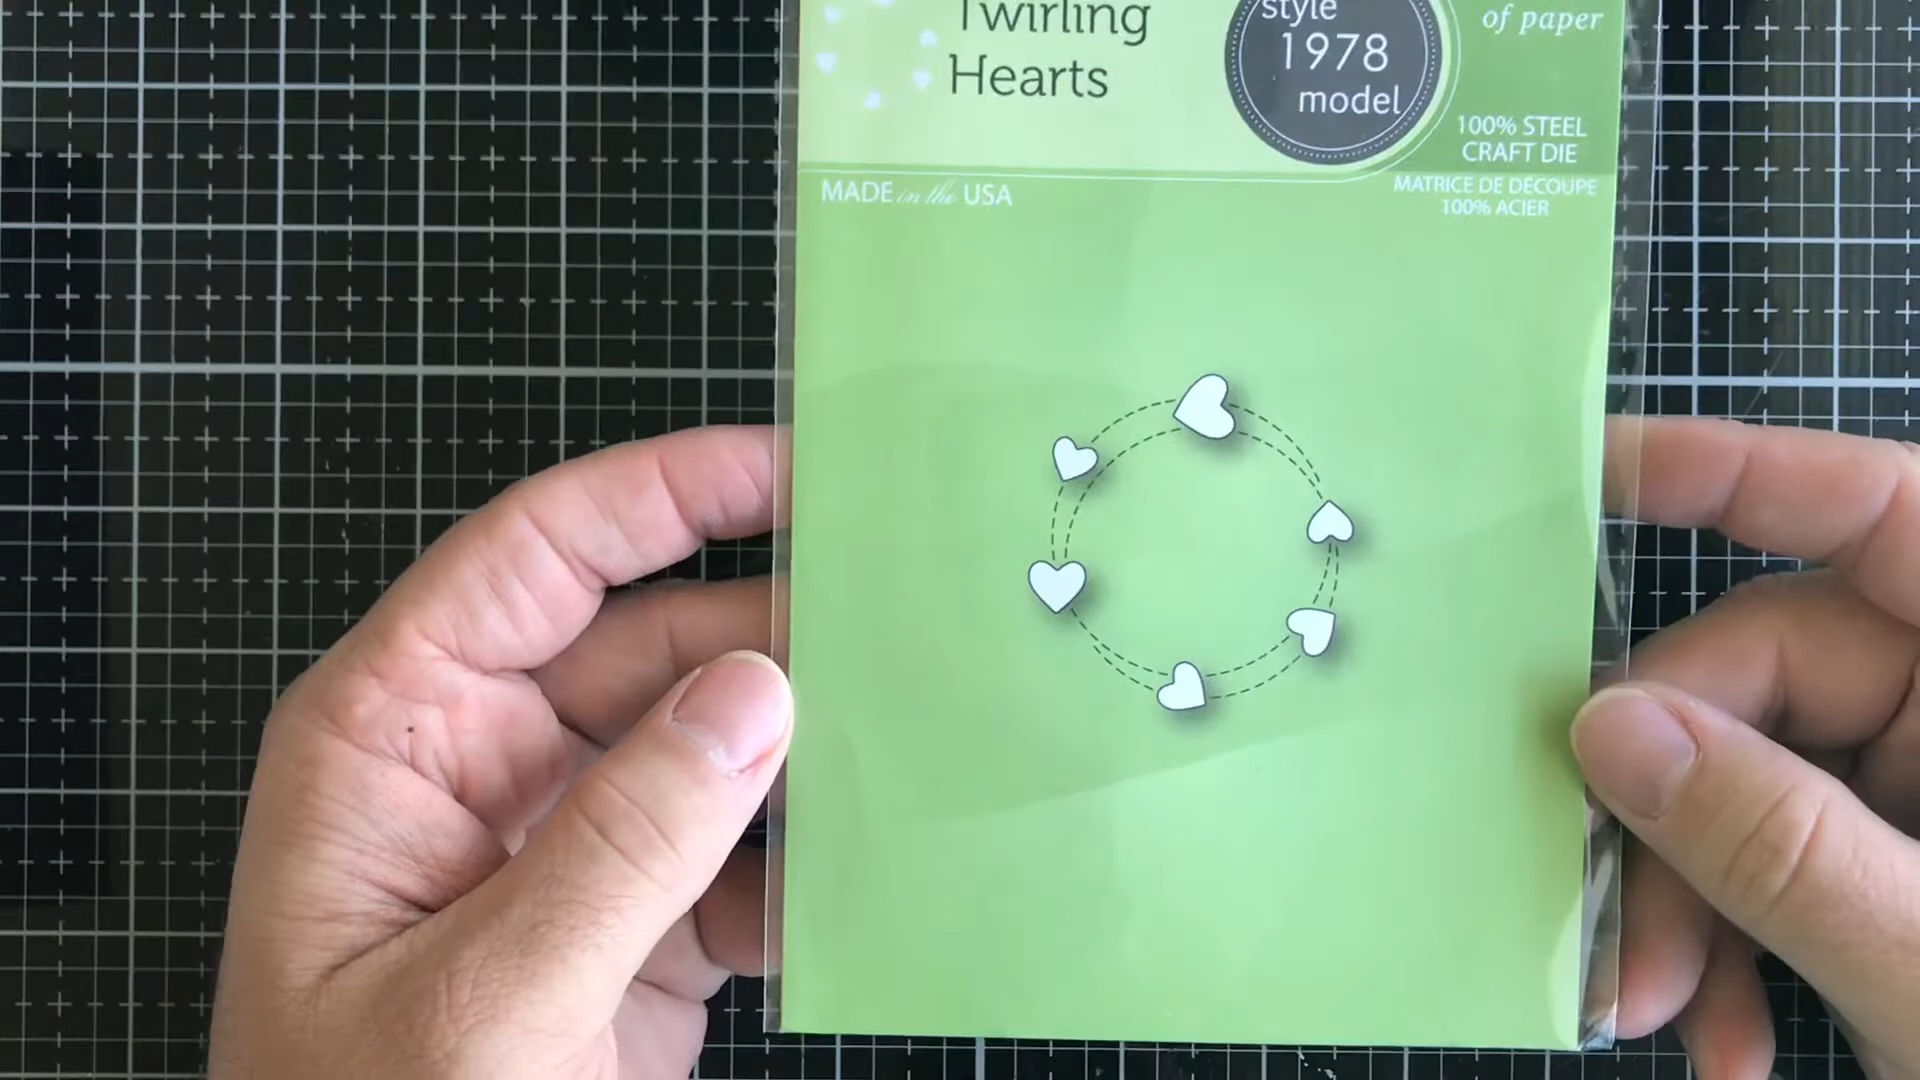 Twirling
Hearts
style
1978
model
of paper
100% STEEL
CRAFT DIE
MATRICE DE DÉCOUPE
100% ACIER
MADE in the USA